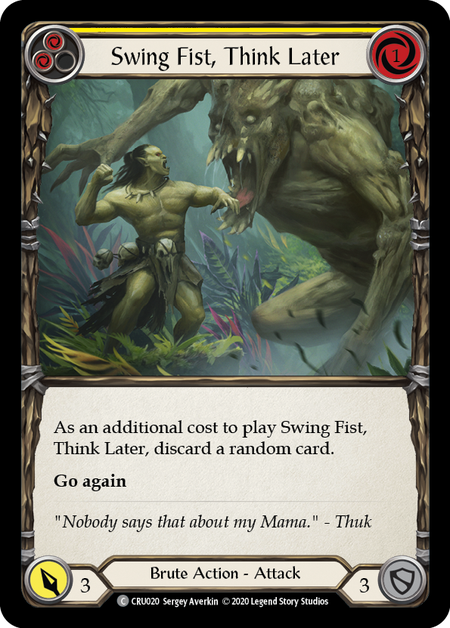 Swing Fist, Think Later
1
As an additional cost to play Swing Fist,
Think Later, discard a random card.
Go again
"Nobody says that about my Mama." - Thuk
3
Brute Action - Attack
3
C CRU020 Sergey Averkin © 2020 Legend Story Studios